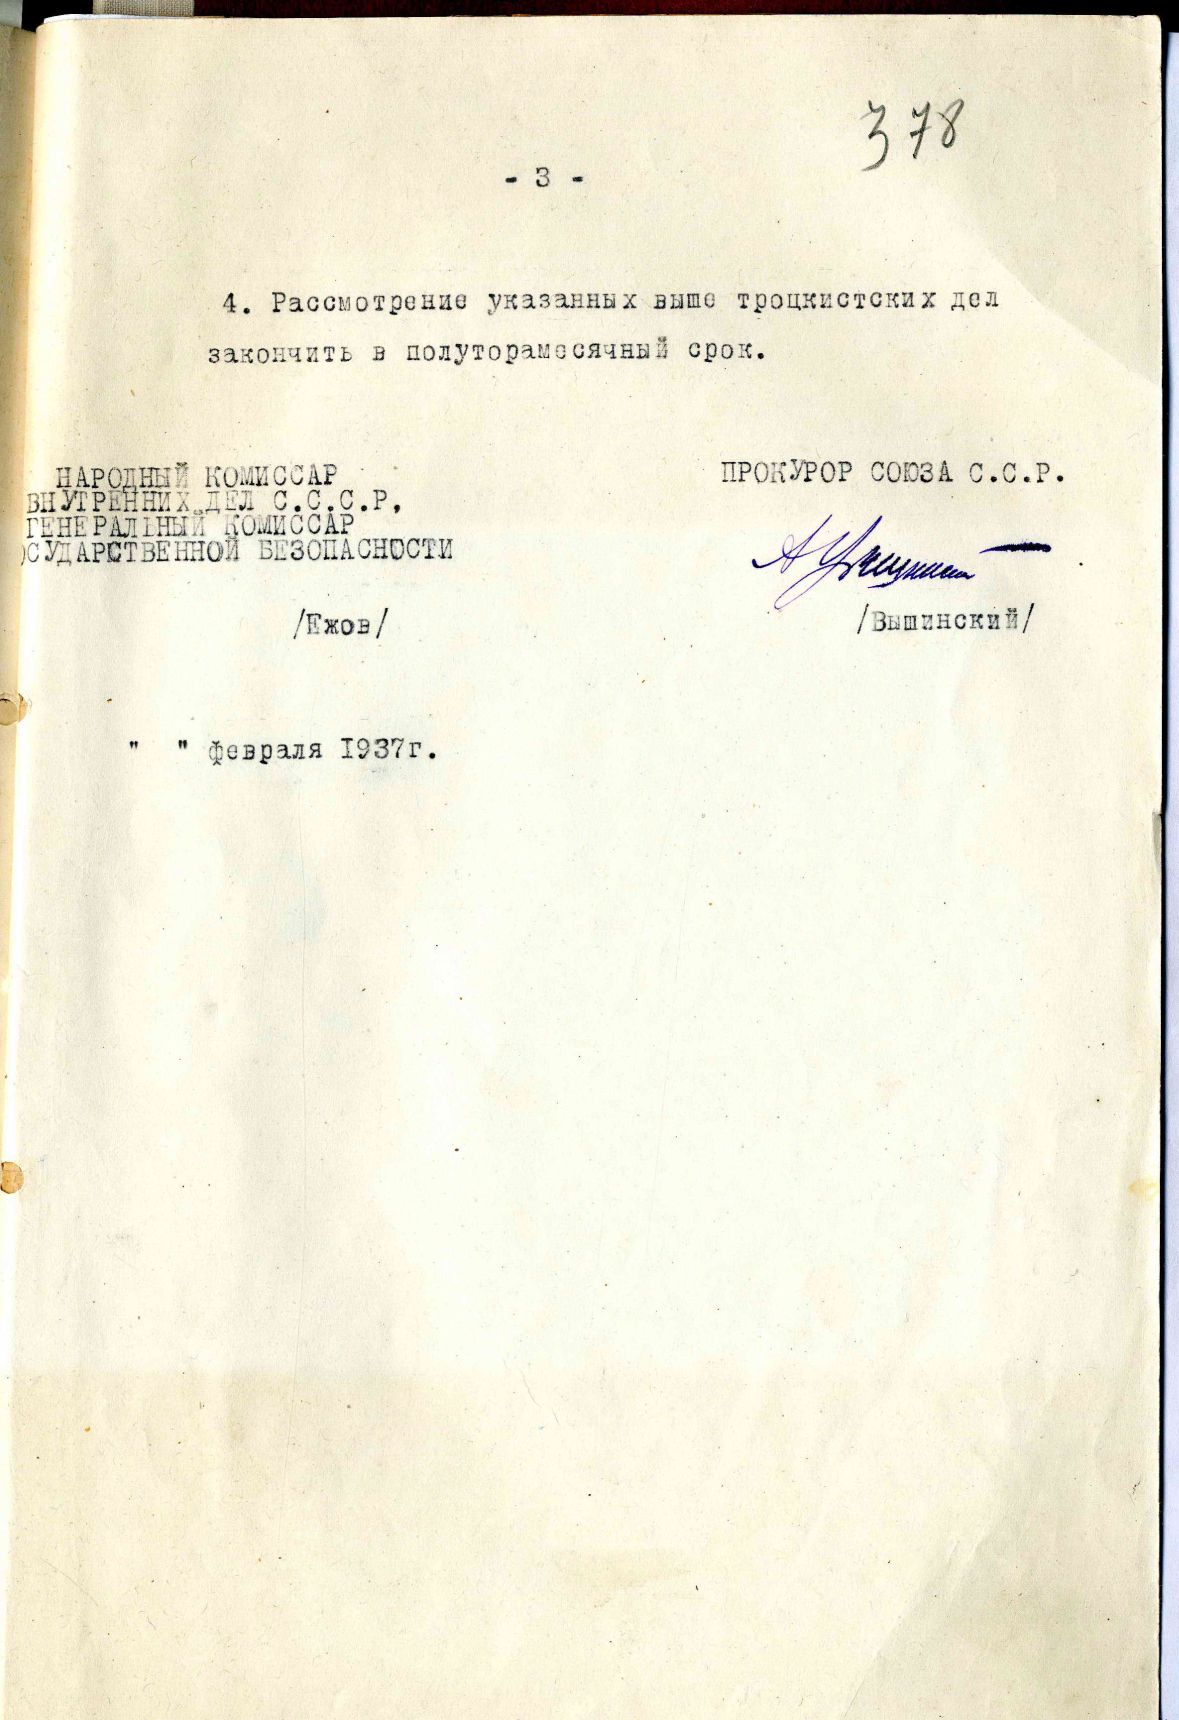 378
- 3 -
4. Рассмотрение указанных выше троцкистских дел
закончить в полуторамесячный срок.
НАРОДНЫЙ КОМИССАР
ВНУТРЕННИХ ДЕЛ С.С.С.Р,
ГЕНЕРАЛЬНЫЙ КОМИССАР
ОСУДАРСТВЕННОЙ БЕЗОПАСНОСТИ
/Ежов/
ПРОКУРОР СОЮЗА С.С.Р.
А Вышинский
/Вышинский/
" " февраля 1937г.